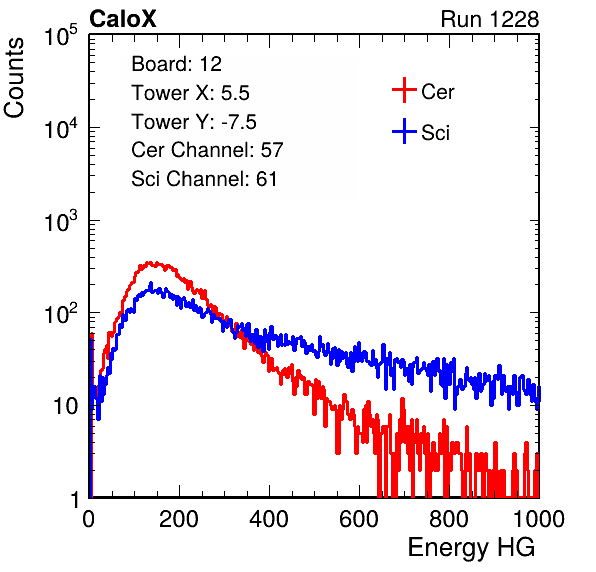 CaloX Run 1228
Counts
10^5
10^4
10^3
10^2
10
1
Board: 12
Tower X: 5.5
Tower Y: -7.5
Cer Channel: 57
Sci Channel: 61
Cer
Sci
0 200 400 600 800 1000
Energy HG